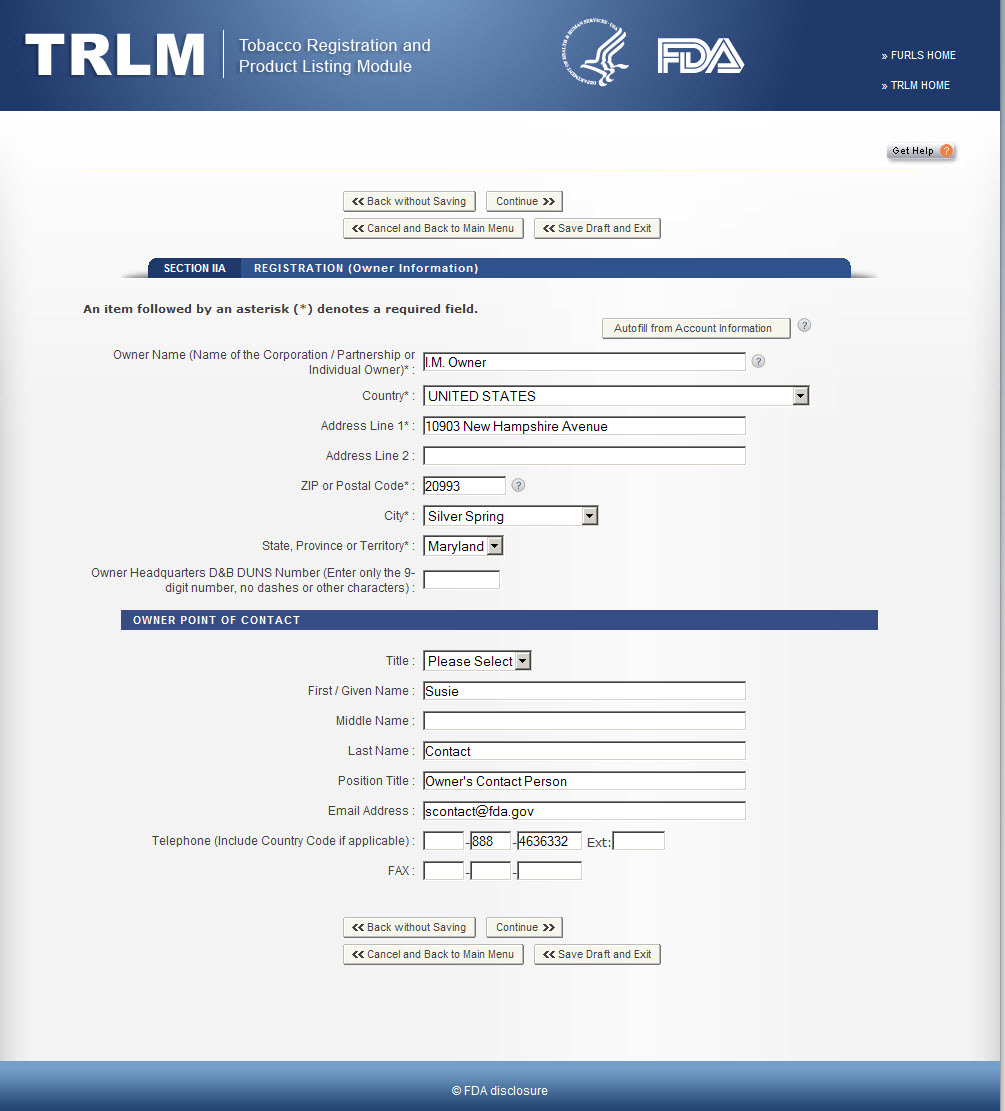 TRLM
Tobacco Registration and
Product Listing Module
DEPARTMENT OF HEALTH & HUMAN SERVICES · USA
FDA
» FURLS HOME
» TRLM HOME
Get Help ?
Back without Saving Continue
Cancel and Back to Main Menu Save Draft and Exit
SECTION IIA REGISTRATION (Owner Information)
An item followed by an asterisk (*) denotes a required field.
Autofill from Account Information ?
Owner Name (Name of the Corporation / Partnership or
Individual Owner)* : I.M. Owner ?
Country* : UNITED STATES
Address Line 1* : 10903 New Hampshire Avenue
Address Line 2 :
ZIP or Postal Code* : 20993 ?
City* : Silver Spring
State, Province or Territory* : Maryland
Owner Headquarters D&B DUNS Number (Enter only the 9-
digit number, no dashes or other characters) :
OWNER POINT OF CONTACT
Title : Please Select
First / Given Name : Susie
Middle Name :
Last Name : Contact
Position Title : Owner's Contact Person
Email Address : scontact@fda.gov
Telephone (Include Country Code if applicable) : -888 -4636332 Ext:
FAX : - -
Back without Saving Continue
Cancel and Back to Main Menu Save Draft and Exit
© FDA disclosure